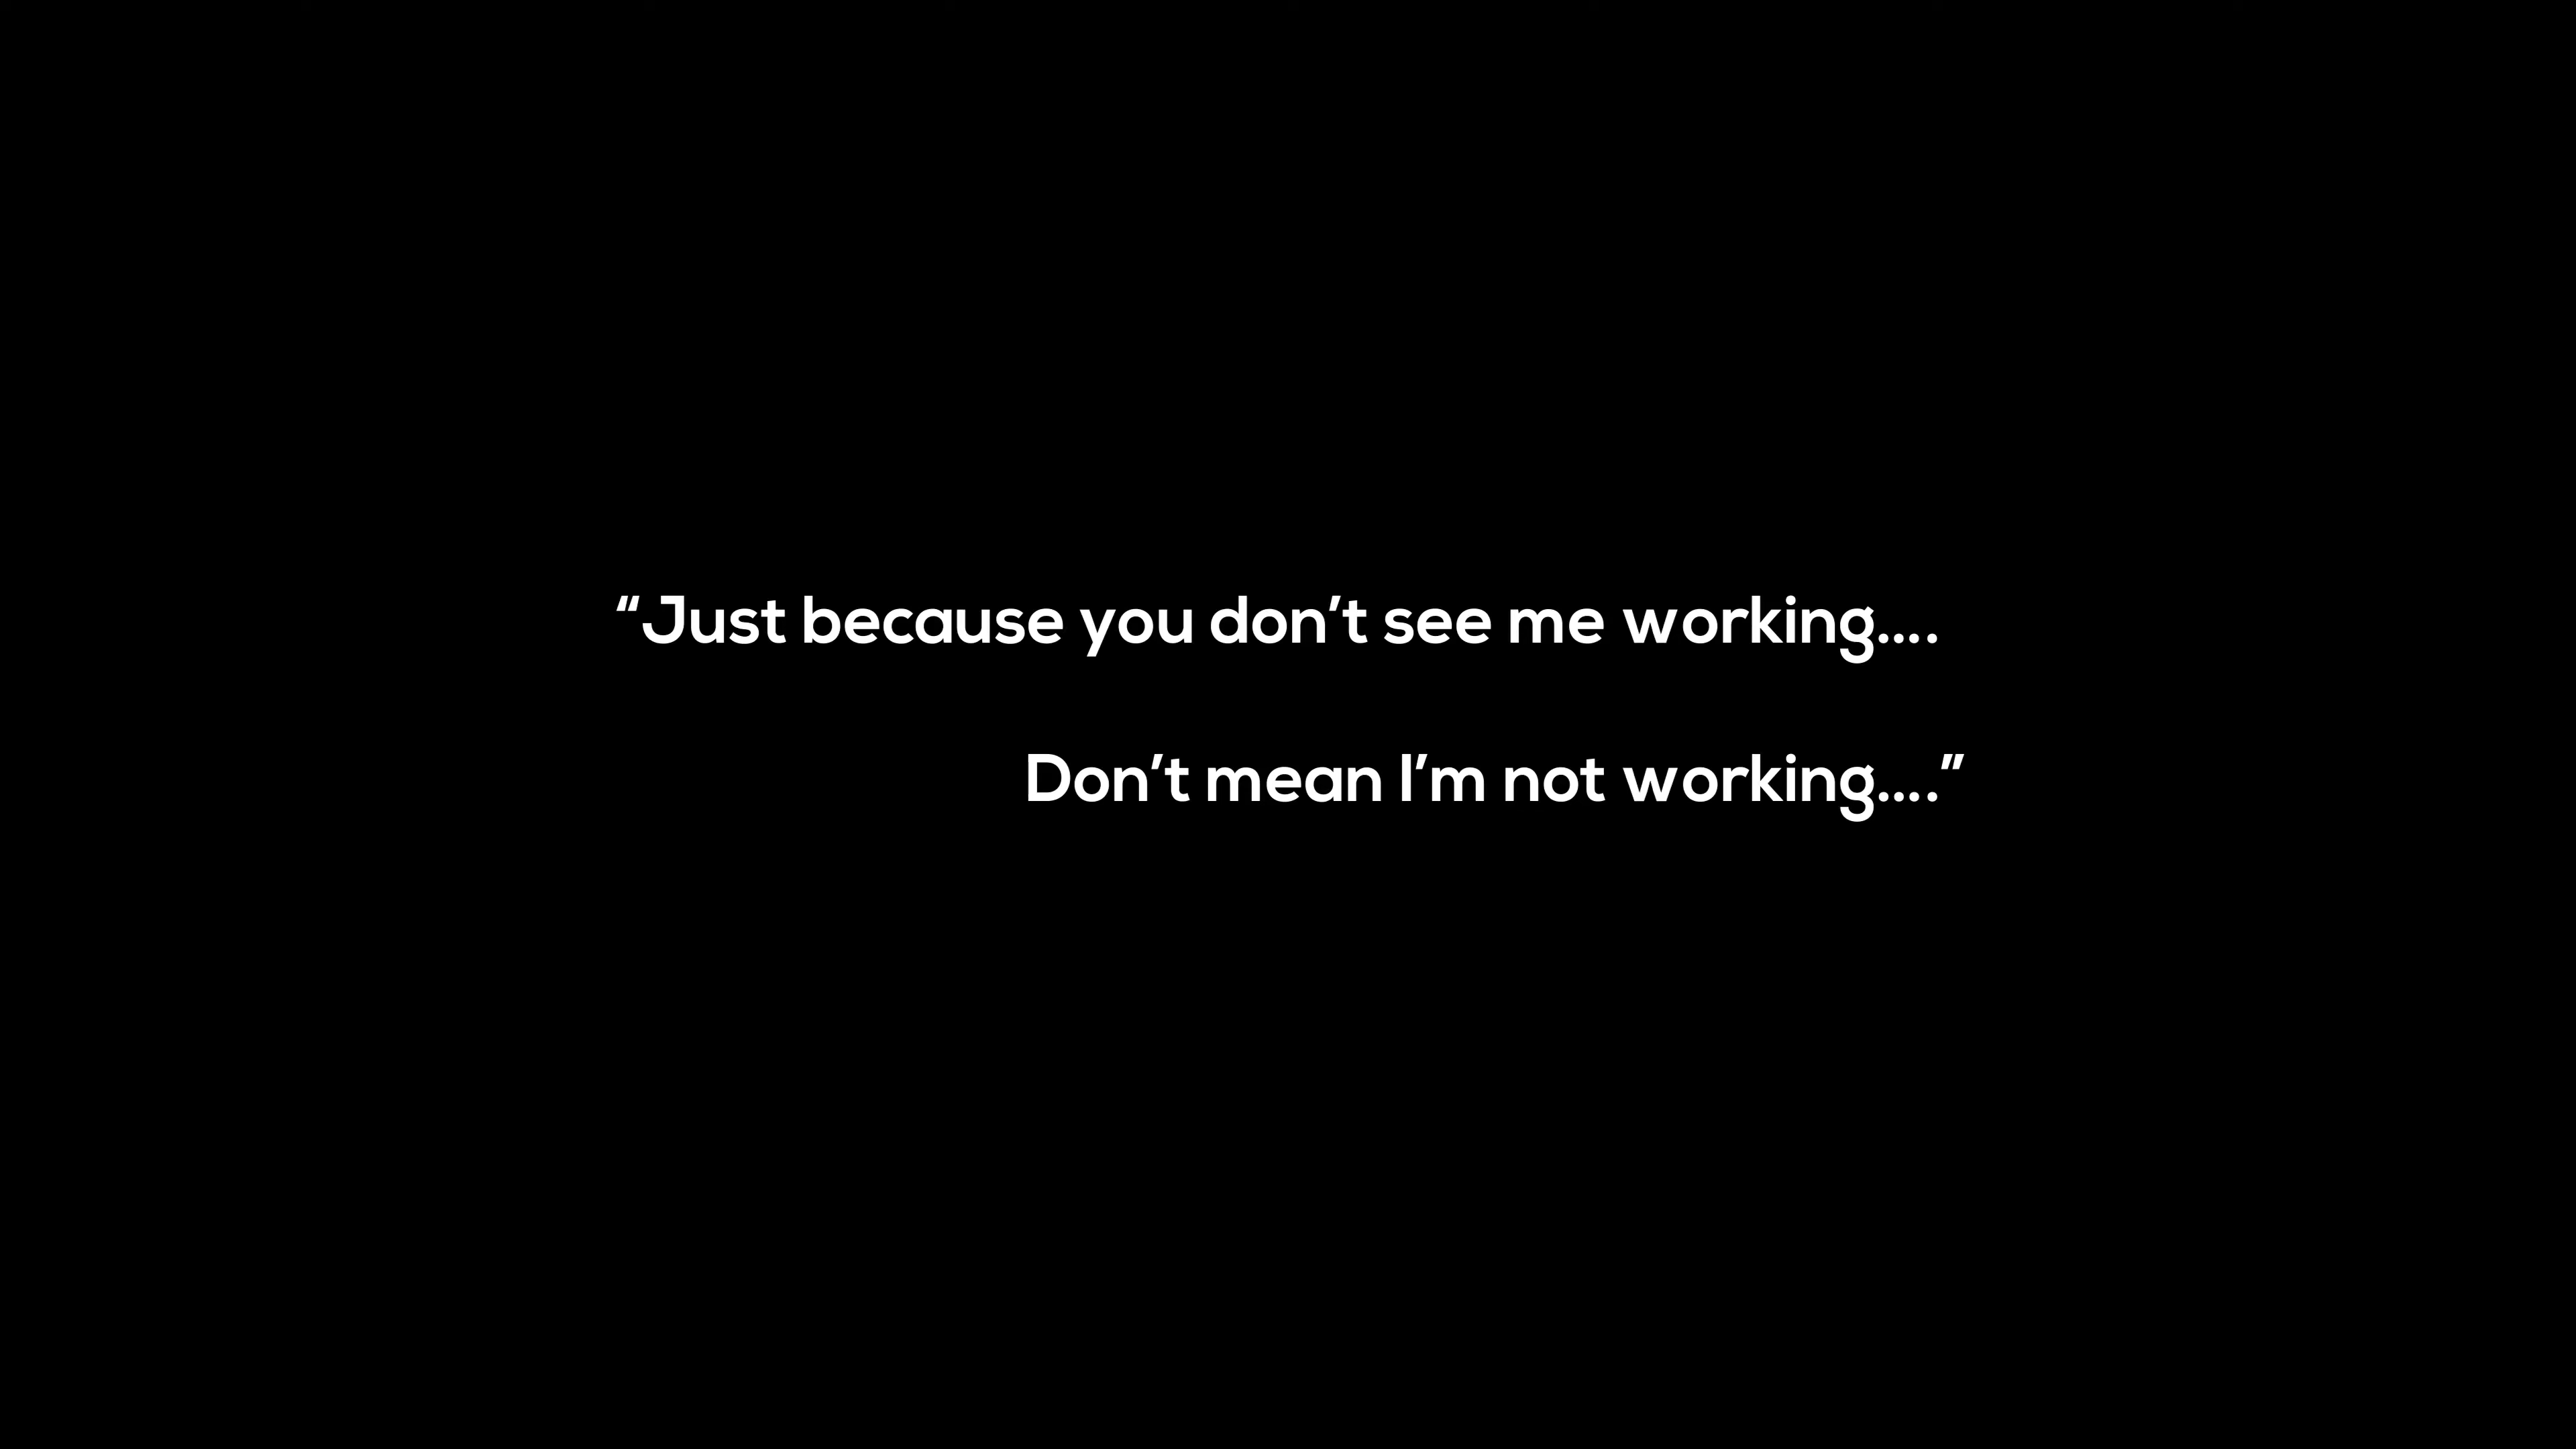 “Just because you don’t see me working....
Don’t mean I’m not working....”